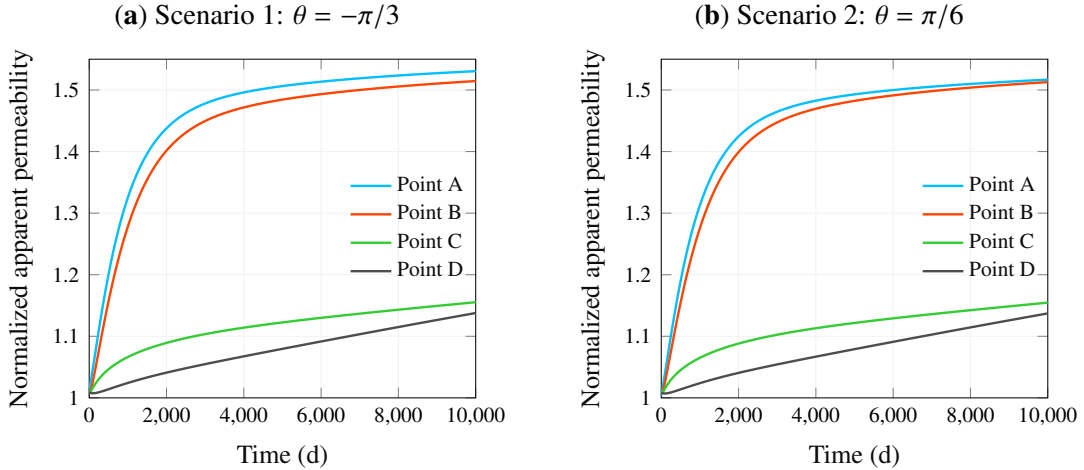 (a) Scenario 1: θ = −π/3
Normalized apparent permeability
1.5
1.4
1.3
1.2
1.1
1
Point A
Point B
Point C
Point D
0 2,000 4,000 6,000 8,000 10,000
Time (d)
(b) Scenario 2: θ = π/6
Normalized apparent permeability
1.5
1.4
1.3
1.2
1.1
1
Point A
Point B
Point C
Point D
0 2,000 4,000 6,000 8,000 10,000
Time (d)